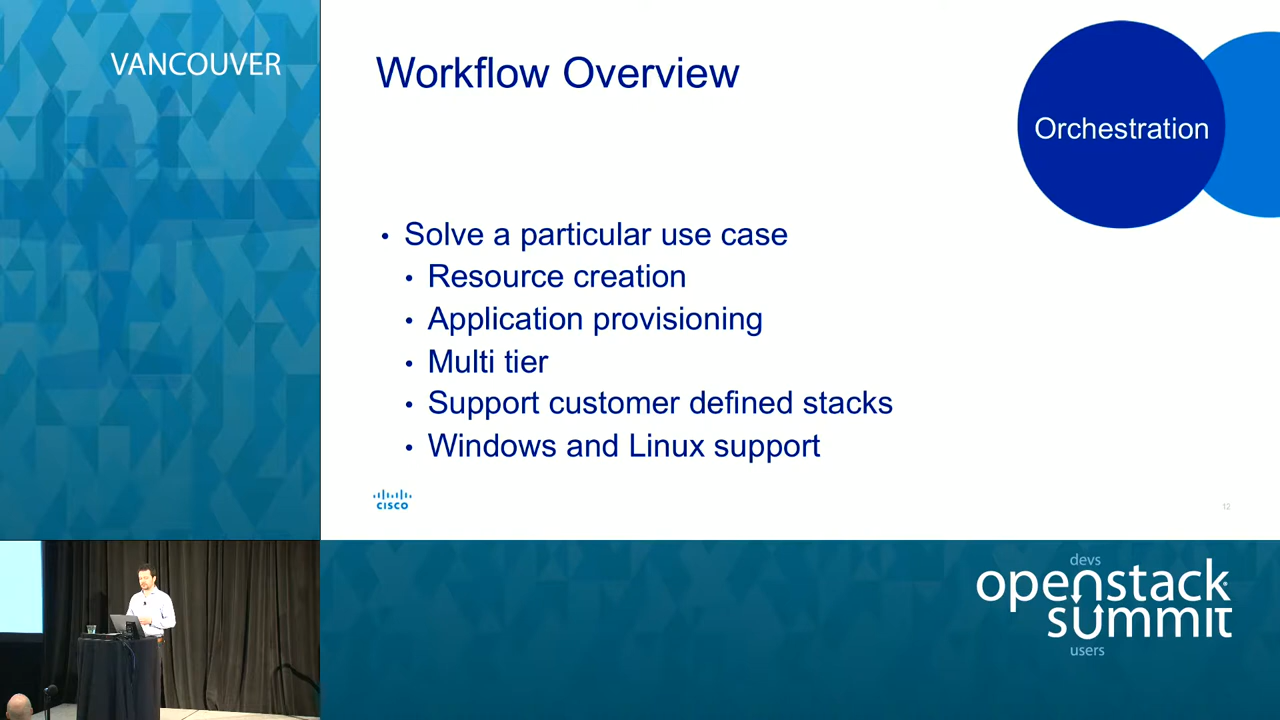 VANCOUVER
Workflow Overview
Orchestration
• Solve a particular use case
• Resource creation
• Application provisioning
• Multi tier
• Support customer defined stacks
• Windows and Linux support
CISCO
12
devs
openstack
summit
users